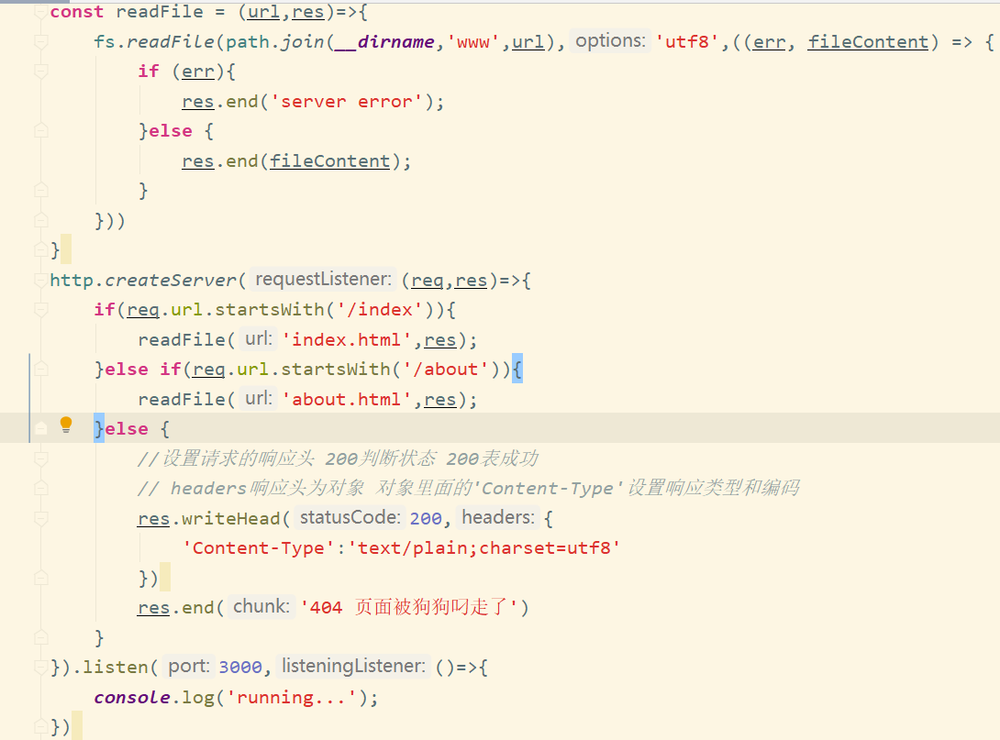 const readFile = (url,res)=>{
fs.readFile(path.join(__dirname,'www',url), options: 'utf8',((err, fileContent) => {
if (err){
res.end('server error');
}else {
res.end(fileContent);
}
}))
}
http.createServer( requestListener: (req,res)=>{
if(req.url.startsWith('/index')){
readFile( url: 'index.html',res);
}else if(req.url.startsWith('/about')){
readFile( url: 'about.html',res);
}else {
//设置请求的响应头 200判断状态 200表成功
// headers响应头为对象 对象里面的'Content-Type'设置响应类型和编码
res.writeHead( statusCode: 200, headers: {
'Content-Type':'text/plain;charset=utf8'
})
res.end( chunk: '404 页面被狗狗叼走了')
}
}).listen( port: 3000, listeningListener: ()=>{
console.log('running...');
})